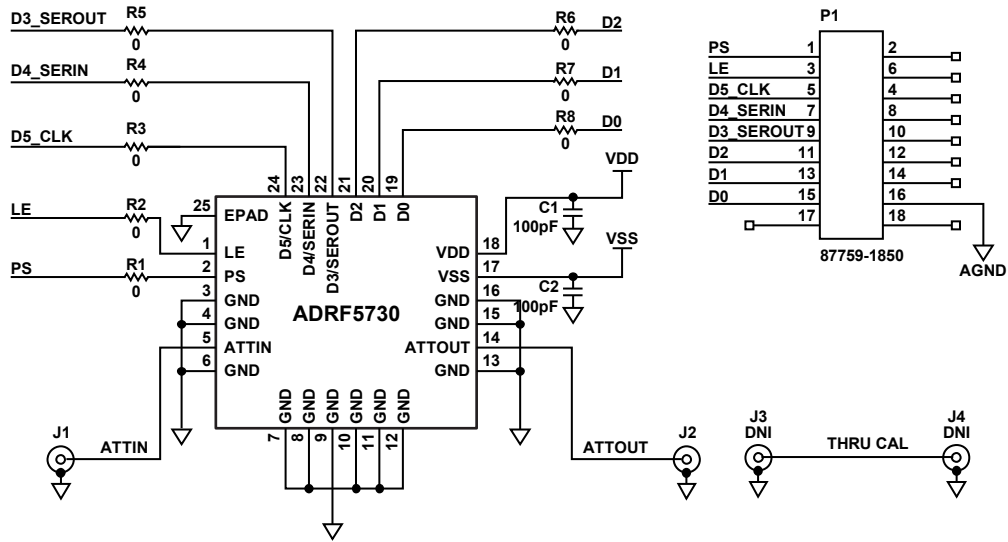 D3_SEROUT
R5
0
D4_SERIN
R4
0
D5_CLK
R3
0
LE
R2
0
PS
R1
0
R6
0
D2
R7
0
D1
R8
0
D0
VDD
C1
100pF
VSS
C2
100pF
24
23
22
21
20
19
D5/CLK
D4/SERIN
D3/SEROUT
D2
D1
D0
25
EPAD
1
LE
2
PS
3
GND
4
GND
5
ATTIN
6
GND
ADRF5730
VDD
18
VSS
17
GND
16
GND
15
ATTOUT
14
GND
13
GND
GND
GND
GND
GND
GND
7
8
9
10
11
12
J1
ATTIN
ATTOUT
J2
P1
PS
1
2
LE
3
6
D5_CLK
5
4
D4_SERIN
7
8
D3_SEROUT
9
10
D2
11
12
D1
13
14
D0
15
16
17
18
87759-1850
AGND
J3
DNI
THRU CAL
J4
DNI